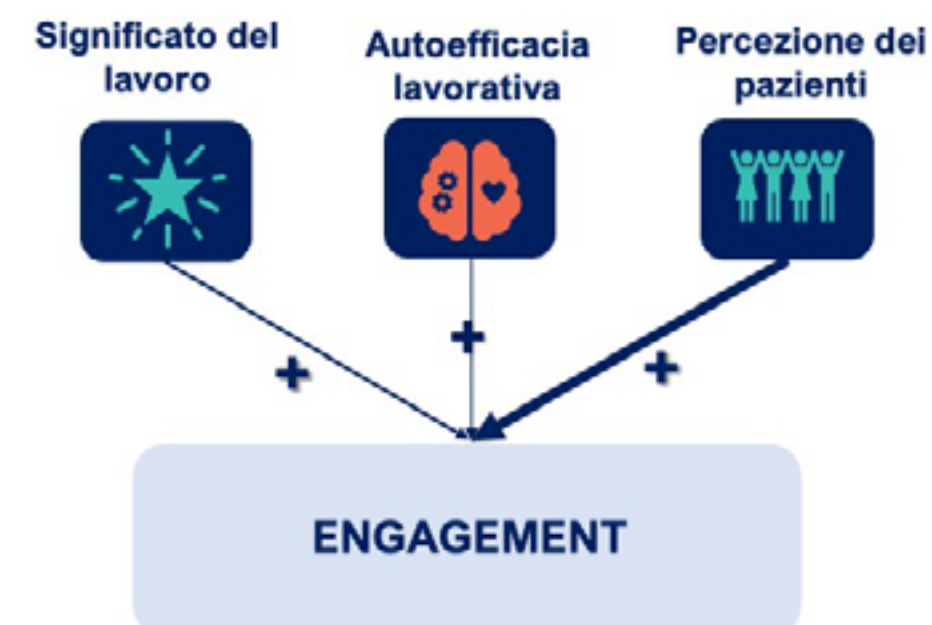 Significato del
lavoro
Autoefficacia
lavorativa
Percezione dei
pazienti
+
+
+
ENGAGEMENT